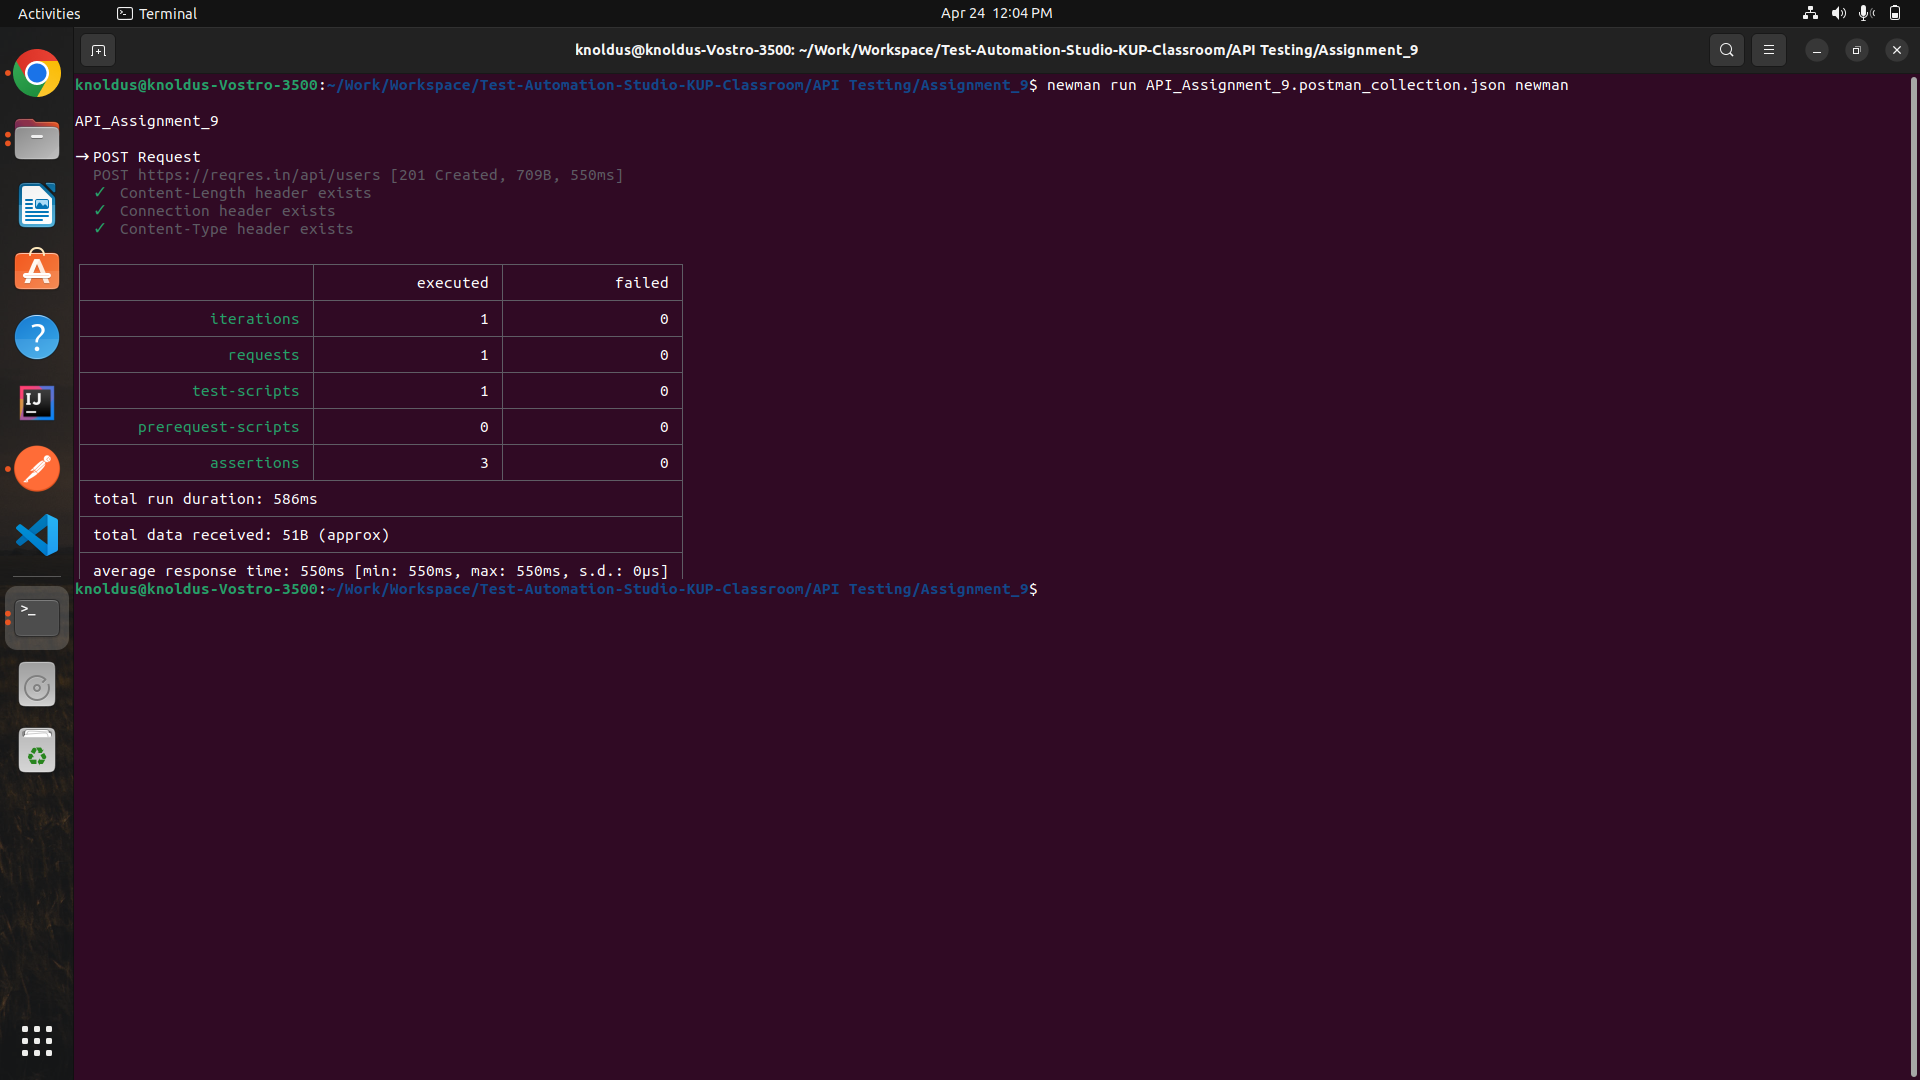 Activities Terminal Apr 24 12:04 PM
knoldus@knoldus-Vostro-3500: ~/Work/Workspace/Test-Automation-Studio-KUP-Classroom/API Testing/Assignment_9
knoldus@knoldus-Vostro-3500:~/Work/Workspace/Test-Automation-Studio-KUP-Classroom/API Testing/Assignment_9$ newman run API_Assignment_9.postman_collection.json newman
API_Assignment_9
→ POST Request
POST https://reqres.in/api/users [201 Created, 709B, 550ms]
✓ Content-Length header exists
✓ Connection header exists
✓ Content-Type header exists
executed failed
iterations 1 0
requests 1 0
test-scripts 1 0
prerequest-scripts 0 0
assertions 3 0
total run duration: 586ms
total data received: 51B (approx)
average response time: 550ms [min: 550ms, max: 550ms, s.d.: 0µs]
knoldus@knoldus-Vostro-3500:~/Work/Workspace/Test-Automation-Studio-KUP-Classroom/API Testing/Assignment_9$
IJ